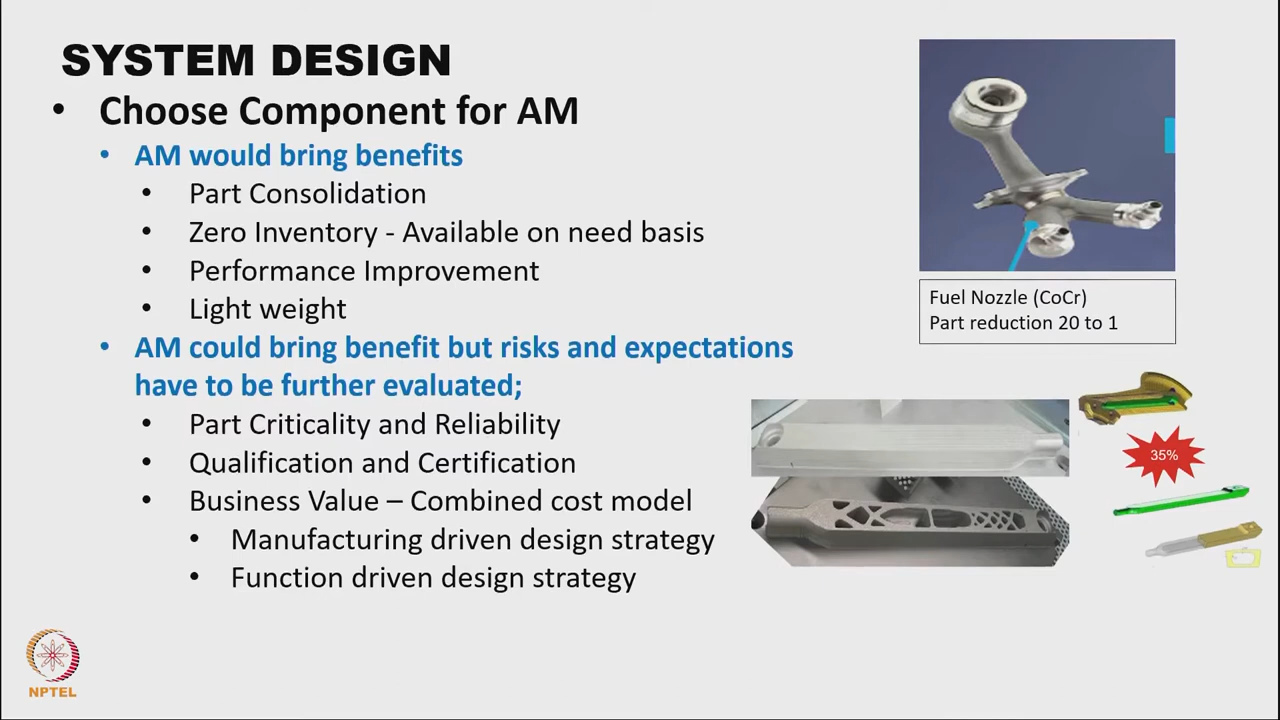 SYSTEM DESIGN
• Choose Component for AM
• AM would bring benefits
• Part Consolidation
• Zero Inventory - Available on need basis
• Performance Improvement
• Light weight
• AM could bring benefit but risks and expectations
have to be further evaluated;
• Part Criticality and Reliability
• Qualification and Certification
• Business Value – Combined cost model
• Manufacturing driven design strategy
• Function driven design strategy
Fuel Nozzle (CoCr)
Part reduction 20 to 1
35%
NPTEL